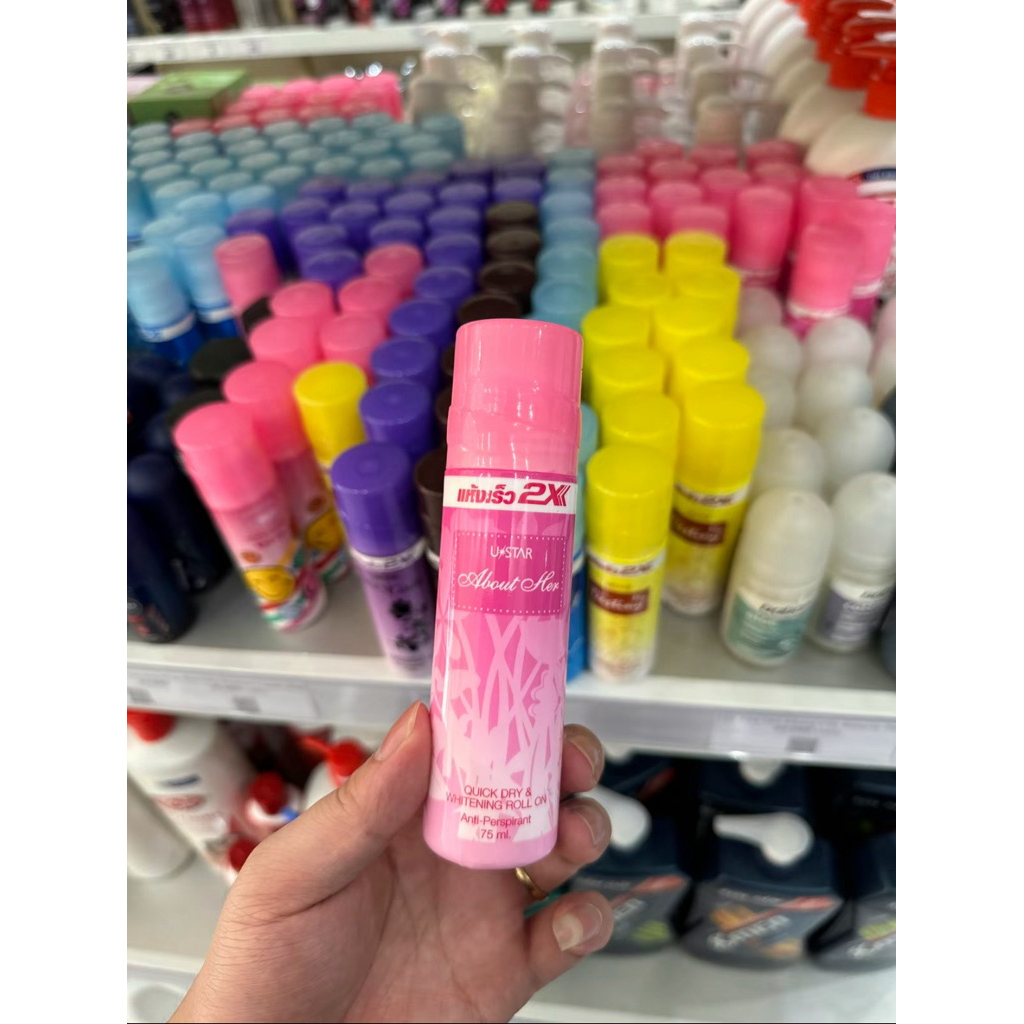 แห้งเร็ว 2X
U★STAR
About Her
QUICK DRY &
WHITENING ROLL ON
Anti-Perspirant
75 ml.